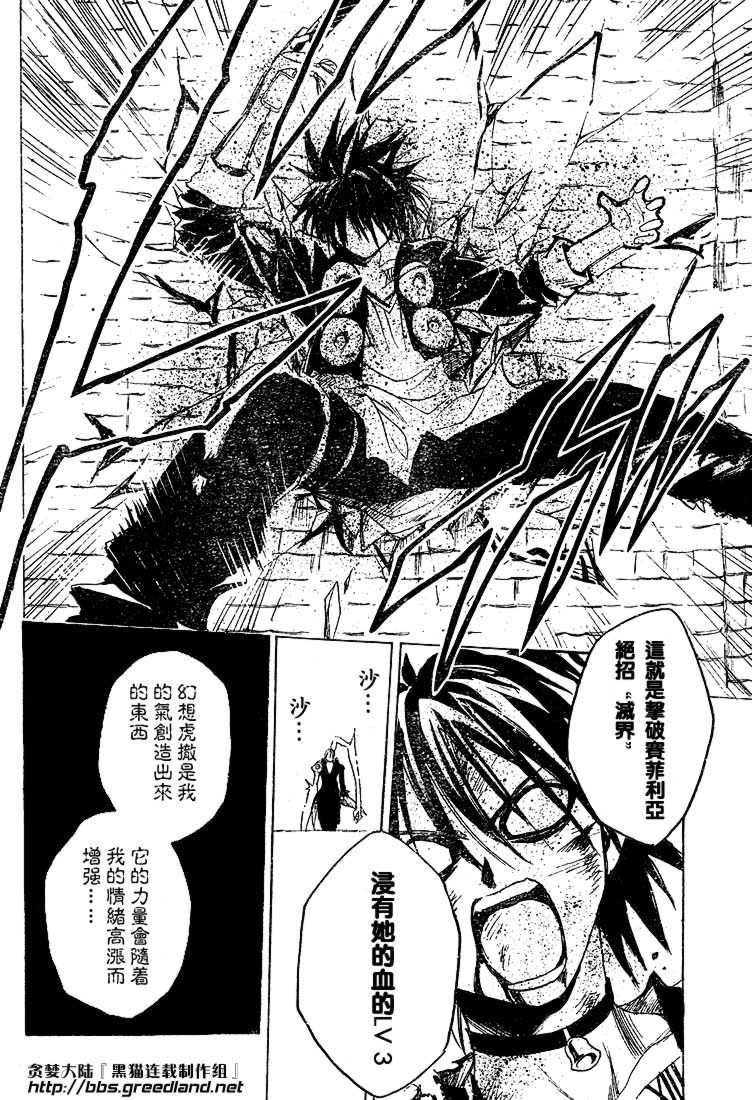 這就是擊破賽菲利亞
絕招“滅界”
浸有她的血的LV 3
沙…
沙…
幻想虎撤是我
的氣創造出來
的東西
它的力量會隨着
我的情緒高漲而
增强……
贪婪大陆『黑猫连载制作组』
http://bbs.greedland.net